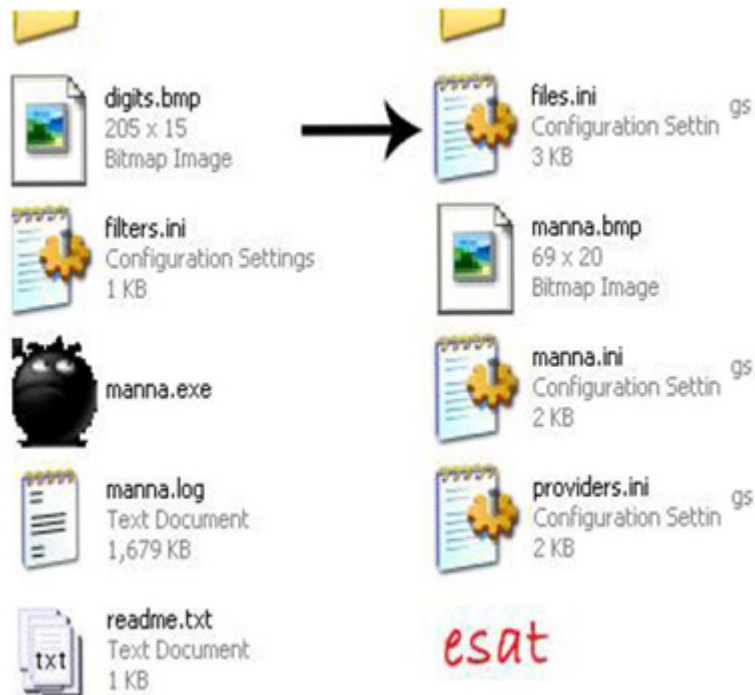 digits.bmp
205 x 15
Bitmap Image
filters.ini
Configuration Settings
1 KB
manna.exe
manna.log
Text Document
1,679 KB
txt
readme.txt
Text Document
1 KB
files.ini
Configuration Settin gs
3 KB
manna.bmp
69 x 20
Bitmap Image
manna.ini
Configuration Settin gs
2 KB
providers.ini
Configuration Settin gs
2 KB
esat